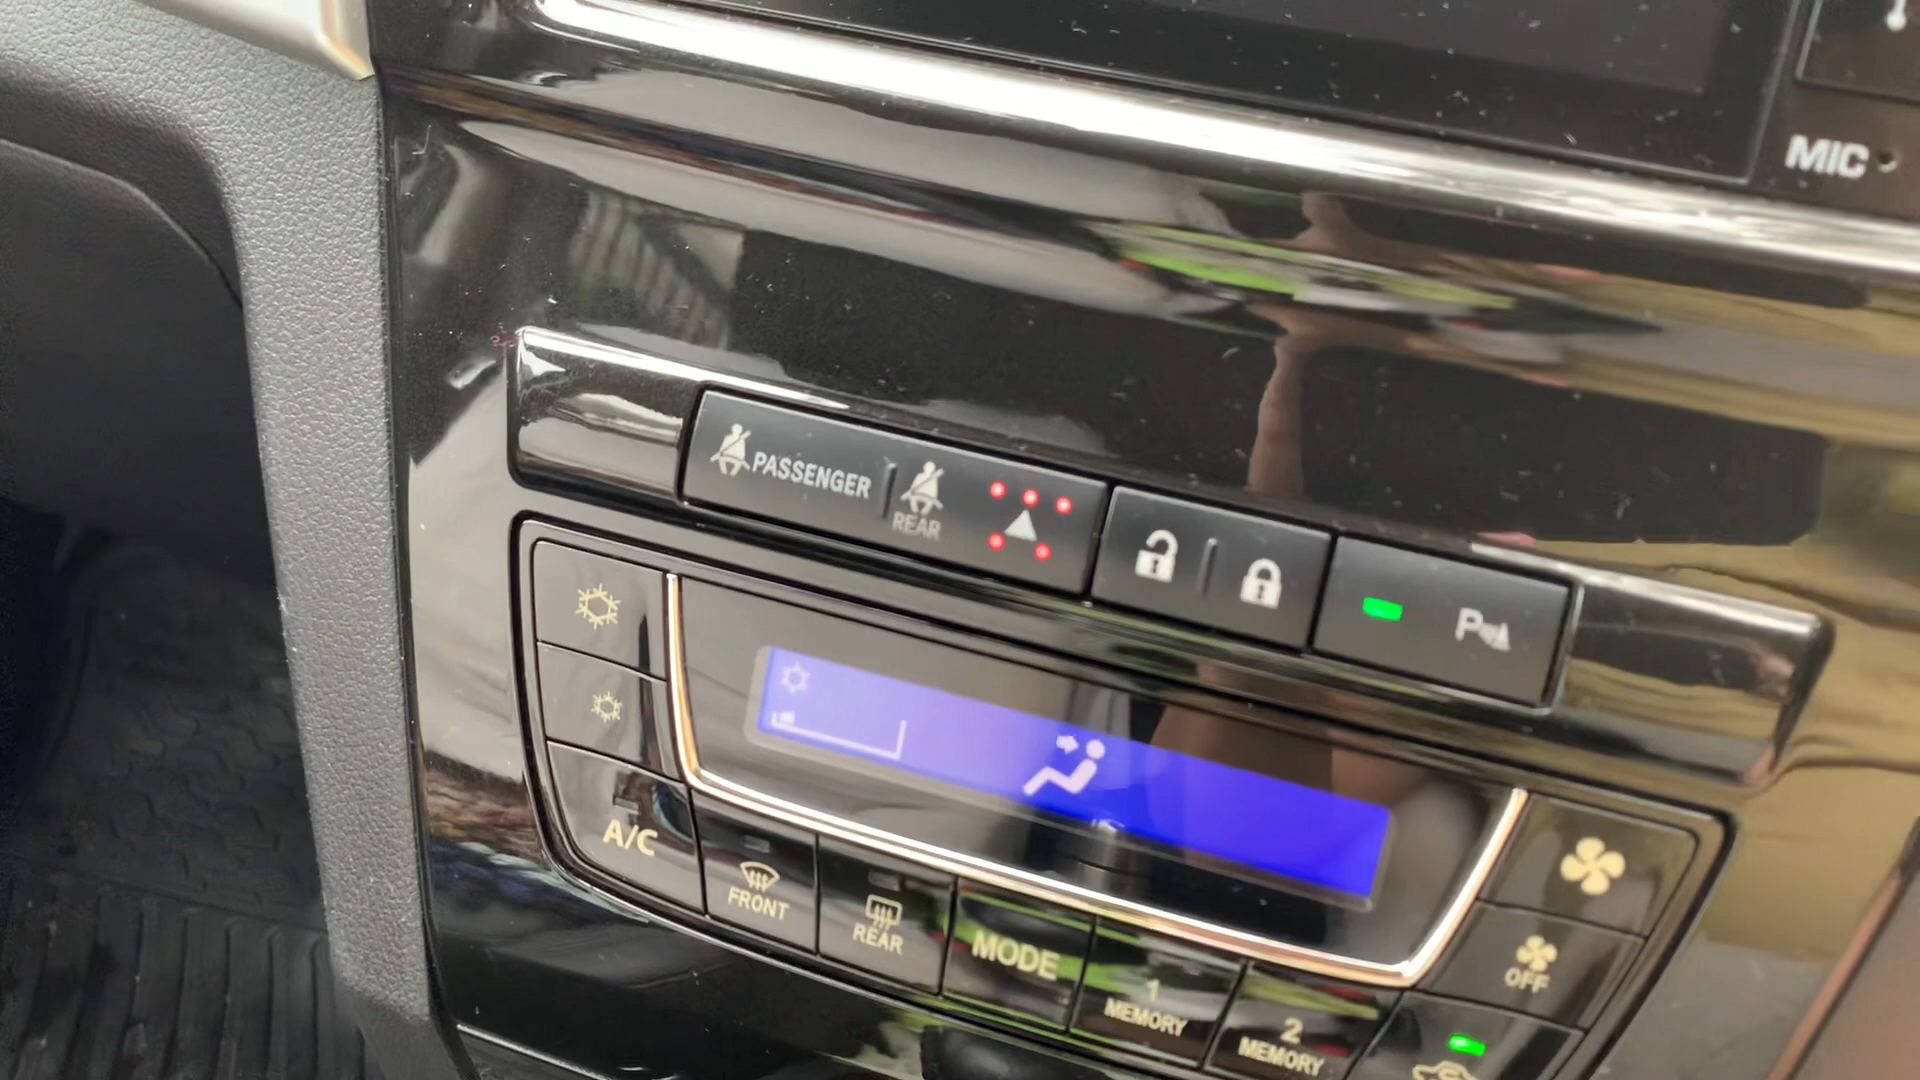 MIC
PASSENGER
REAR
P
A/C
FRONT
REAR
MODE
1
MEMORY
2
MEMORY
OFF